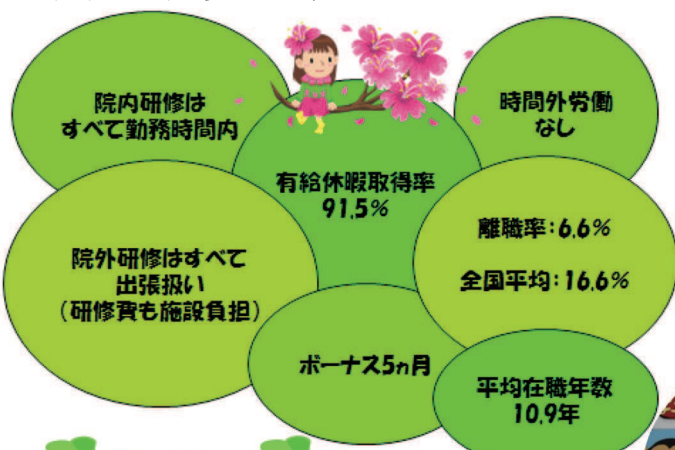 院内研修は
すべて勤務時間内
時間外労働
なし
有給休暇取得率
91.5%
離職率:6.6%
全国平均:16.6%
院外研修はすべて
出張扱い
(研修費も施設負担)
ボーナス5ヵ月
平均在職年数
10.9年